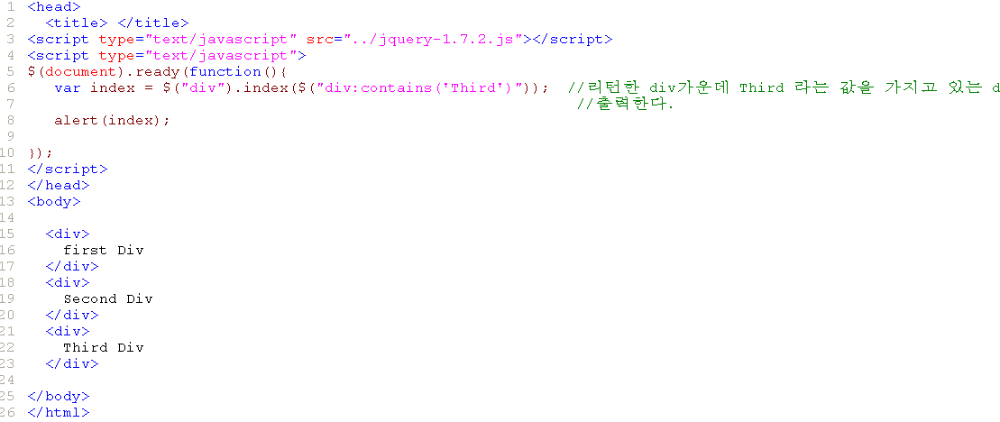 1 <head>
2   <title> </title>
3 <script type="text/javascript" src="../jquery-1.7.2.js"></script>
4 <script type="text/javascript">
5 $(document).ready(function(){
6    var index = $("div").index($("div:contains('Third')"));  //리턴한 div가운데 Third 라는 값을 가지고 있는 d
7                                                             //출력한다.
8    alert(index);
9
10 });
11 </script>
12 </head>
13 <body>
14
15   <div>
16     first Div
17   </div>
18   <div>
19     Second Div
20   </div>
21   <div>
22     Third Div
23   </div>
24
25 </body>
26 </html>